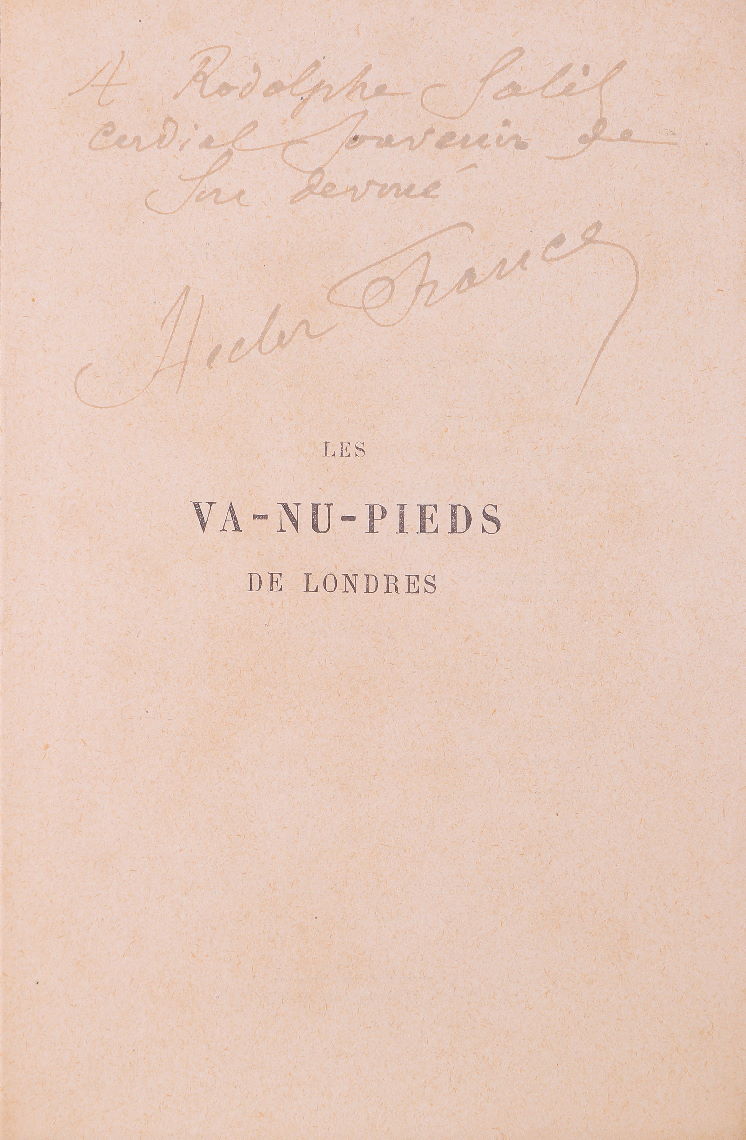 A Rodolphe Salis
cordial souvenir de
son dévoué
Hector France
LES
VA-NU-PIEDS
DE LONDRES